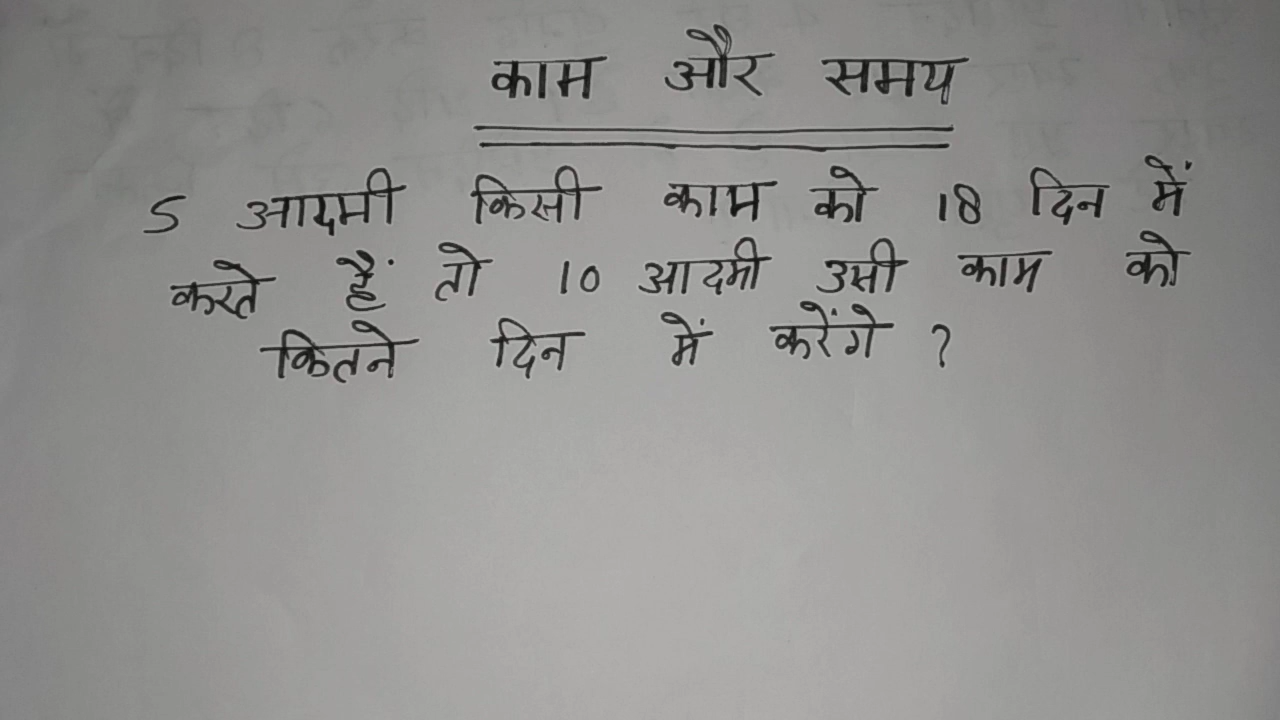 काम और समय
5 आदमी किसी काम को 18 दिन में
करते हैं तो 10 आदमी उसी काम को
कितने दिन में करेंगे ?